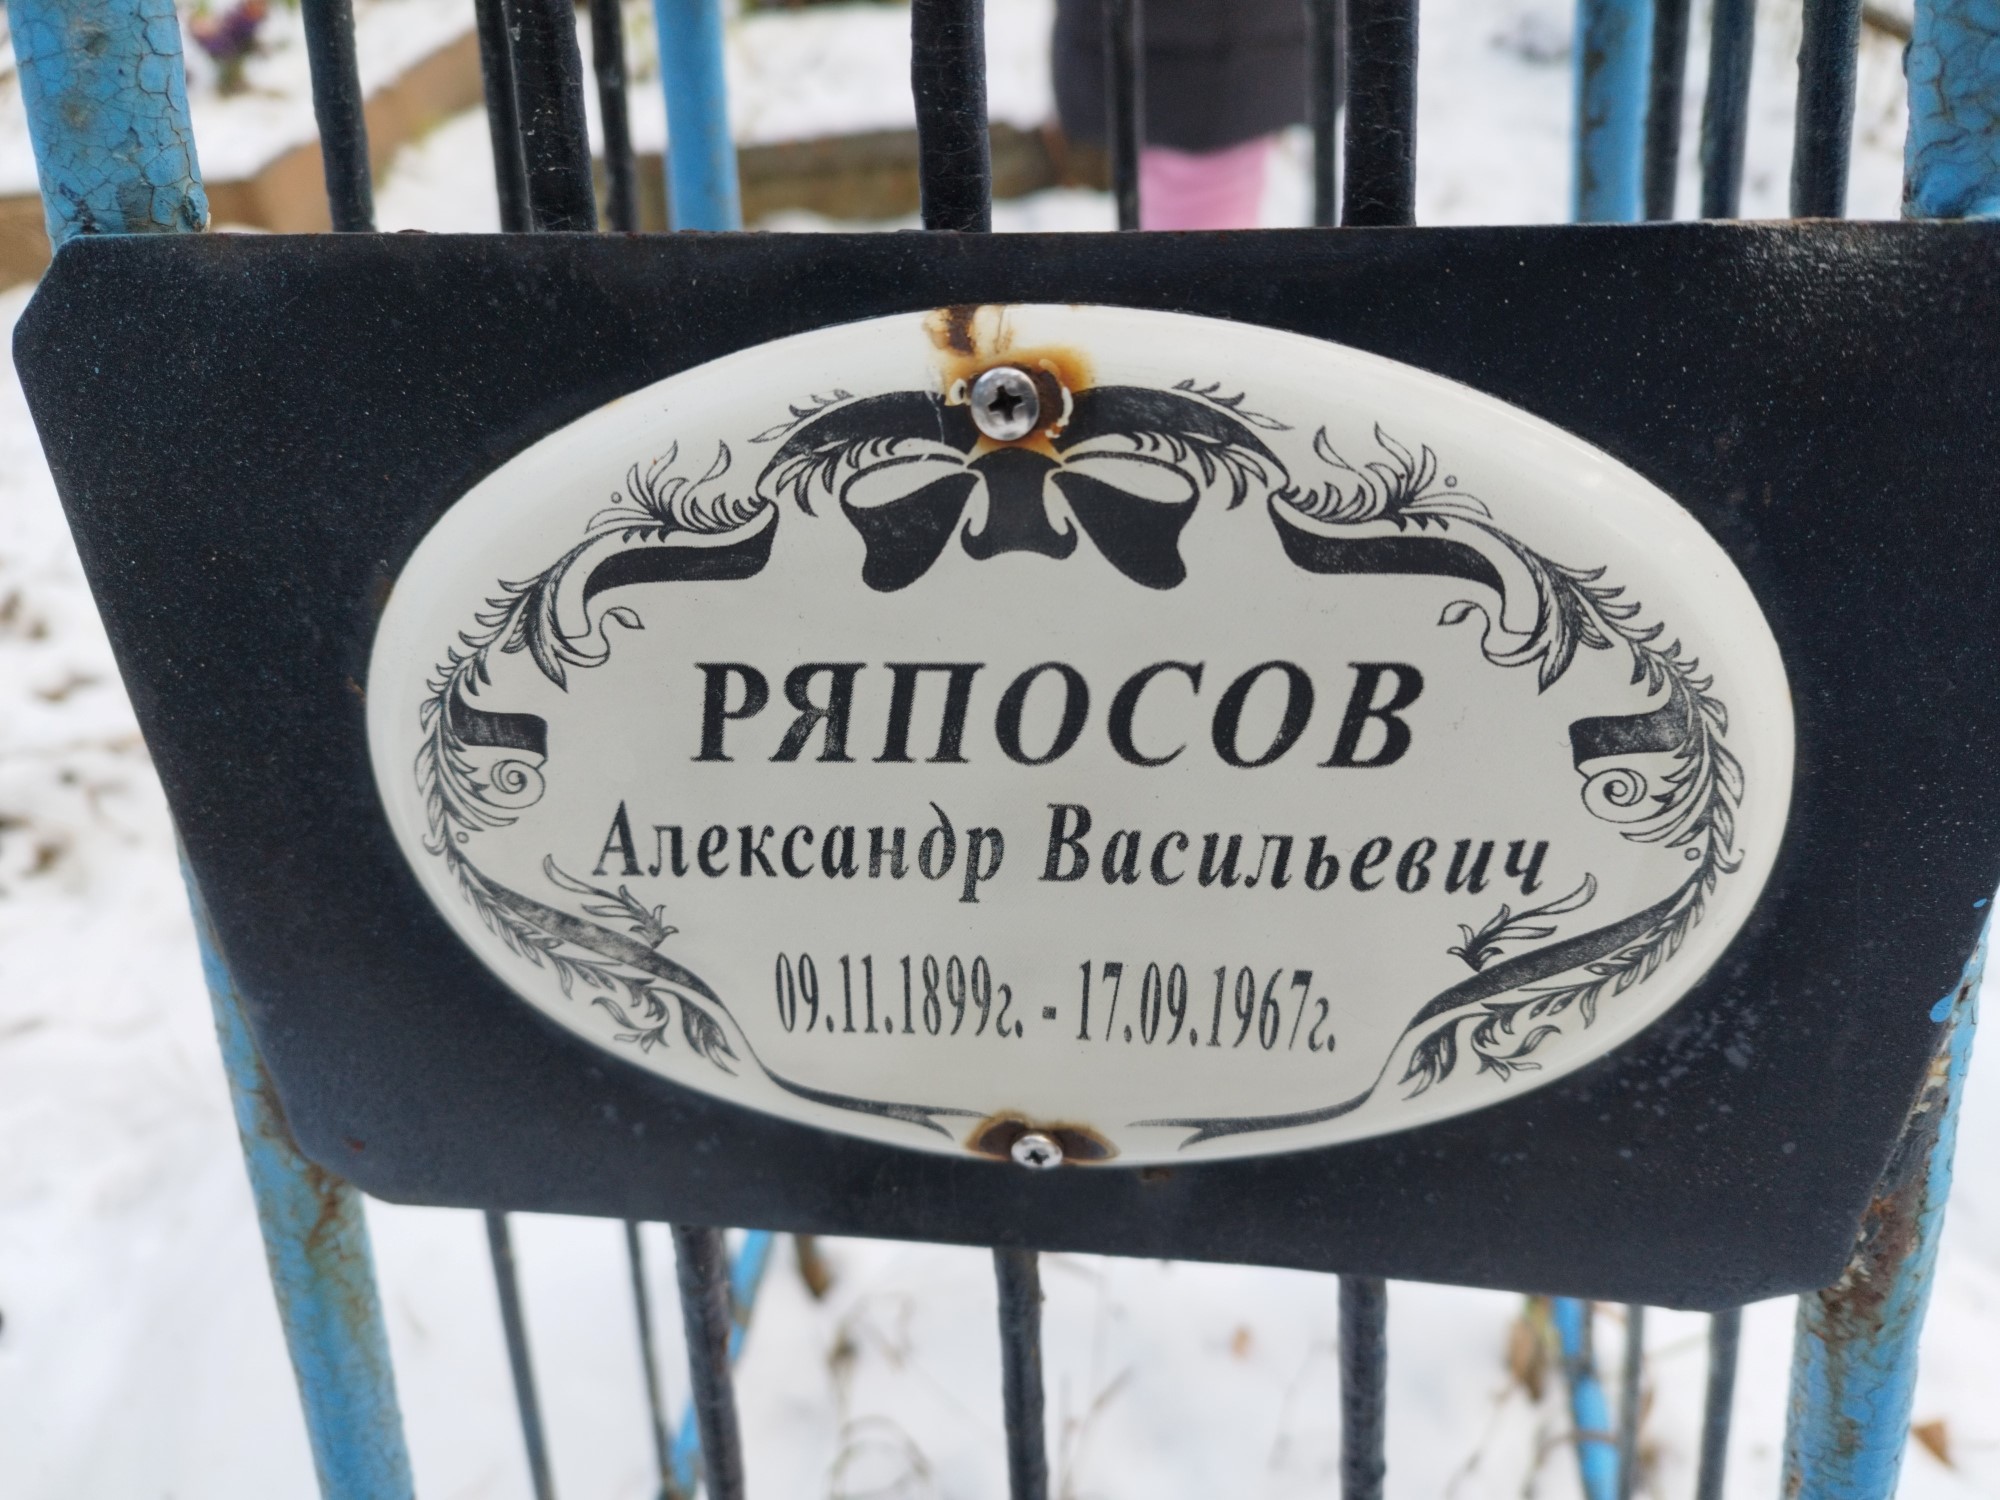 РЯПОСОВ
Александр Васильевич
09.11.1899г. - 17.09.1967г.